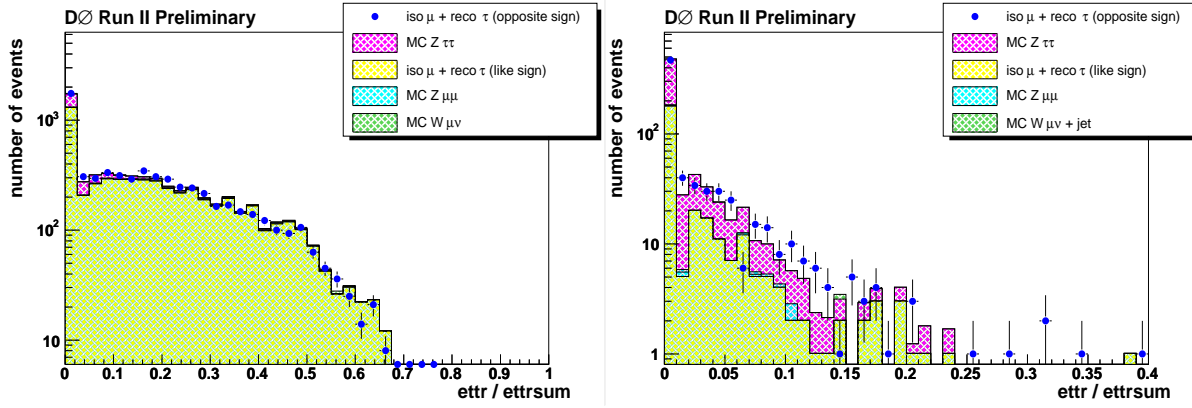 DØ Run II Preliminary
iso μ + reco τ (opposite sign)
MC Z ττ
iso μ + reco τ (like sign)
MC Z μμ
MC W μν
number of events
10³
10²
10
0 0.1 0.2 0.3 0.4 0.5 0.6 0.7 0.8 0.9 1
ettr / ettrsum
DØ Run II Preliminary
iso μ + reco τ (opposite sign)
MC Z ττ
iso μ + reco τ (like sign)
MC Z μμ
MC W μν + jet
number of events
10²
10
1
0 0.05 0.1 0.15 0.2 0.25 0.3 0.35 0.4
ettr / ettrsum